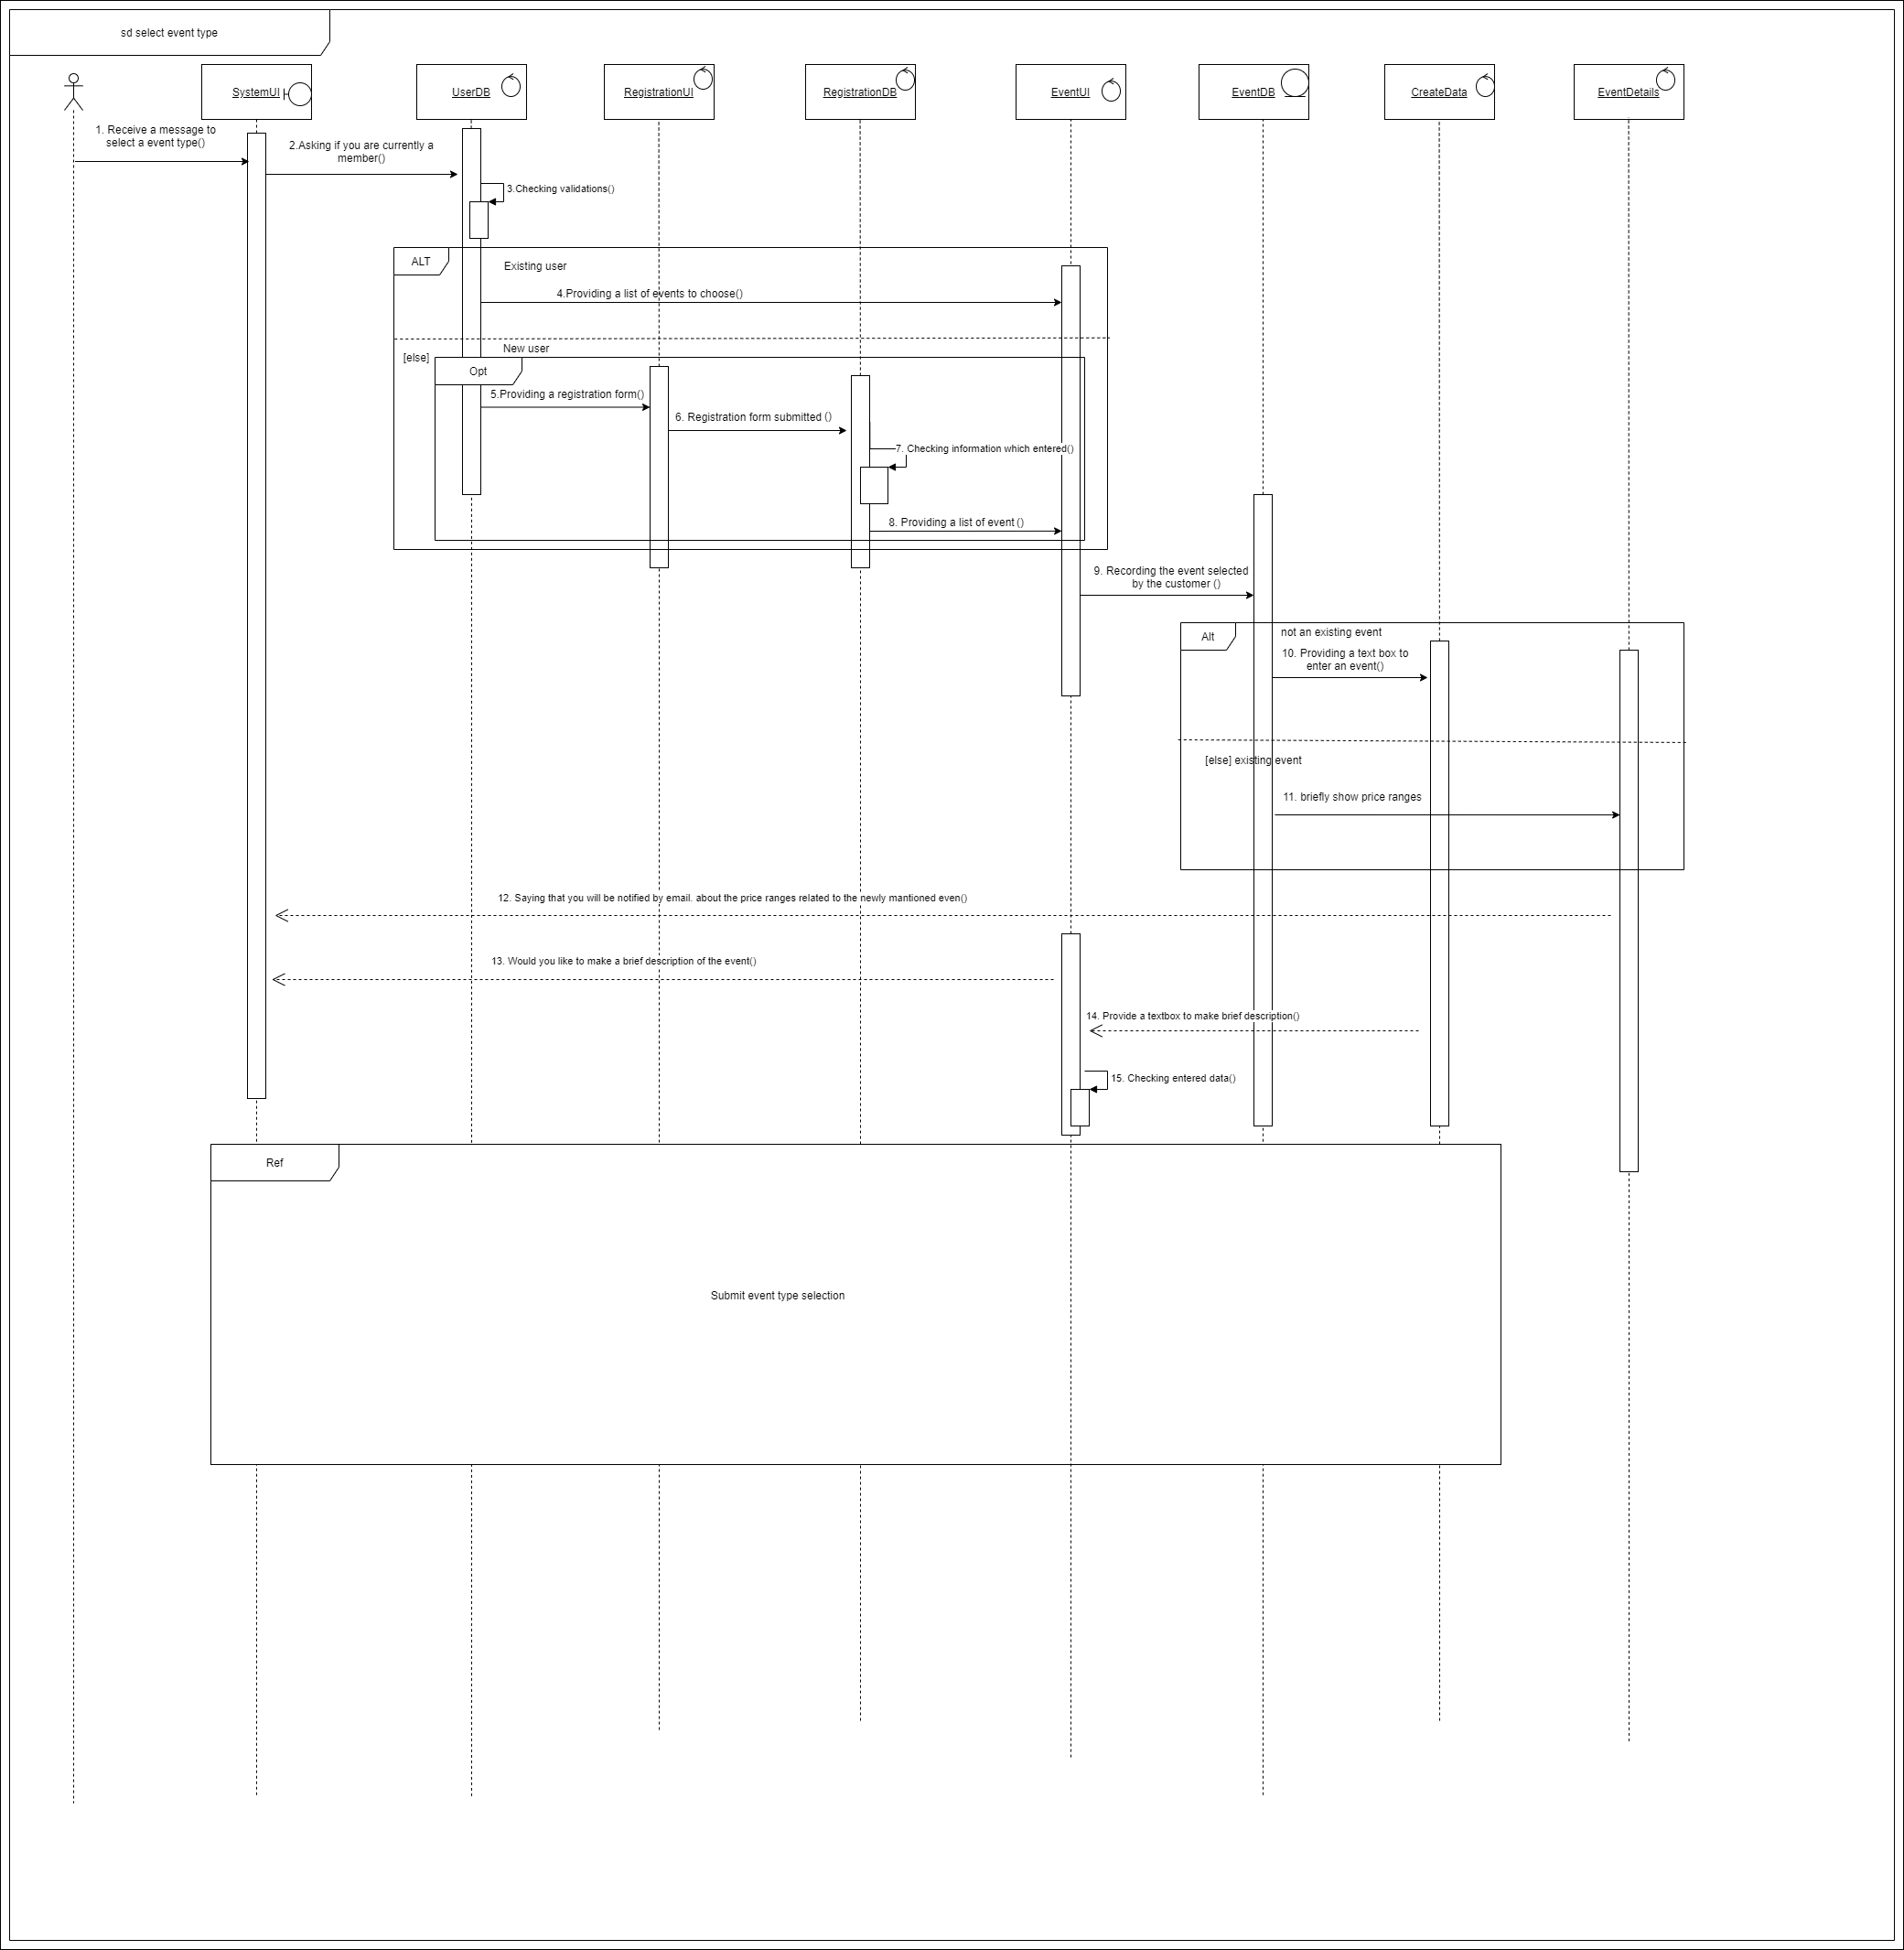 sd select event type
SystemUI
UserDB
RegistrationUI
RegistrationDB
EventUI
EventDB
CreateData
EventDetails
1. Receive a message to
select a event type()
2.Asking if you are currently a
member()
3.Checking validations()
ALT
Existing user
4.Providing a list of events to choose()
[else]
New user
Opt
5.Providing a registration form()
6. Registration form submitted ()
7. Checking information which entered()
8. Providing a list of event ()
9. Recording the event selected
by the customer ()
Alt
not an existing event
10. Providing a text box to
enter an event()
[else] existing event
11. briefly show price ranges
12. Saying that you will be notified by email. about the price ranges related to the newly mantioned even()
13. Would you like to make a brief description of the event()
14. Provide a textbox to make brief description()
15. Checking entered data()
Ref
Submit event type selection